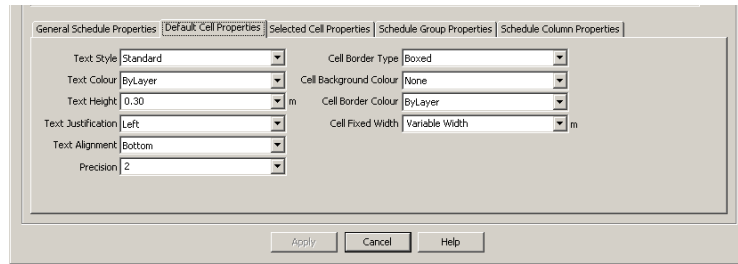 General Schedule Properties Default Cell Properties Selected Cell Properties Schedule Group Properties Schedule Column Properties
Text Style Standard Cell Border Type Boxed
Text Colour ByLayer Cell Background Colour None
Text Height 0.30 m Cell Border Colour ByLayer
Text Justification Left Cell Fixed Width Variable Width m
Text Alignment Bottom
Precision 2
Apply Cancel Help